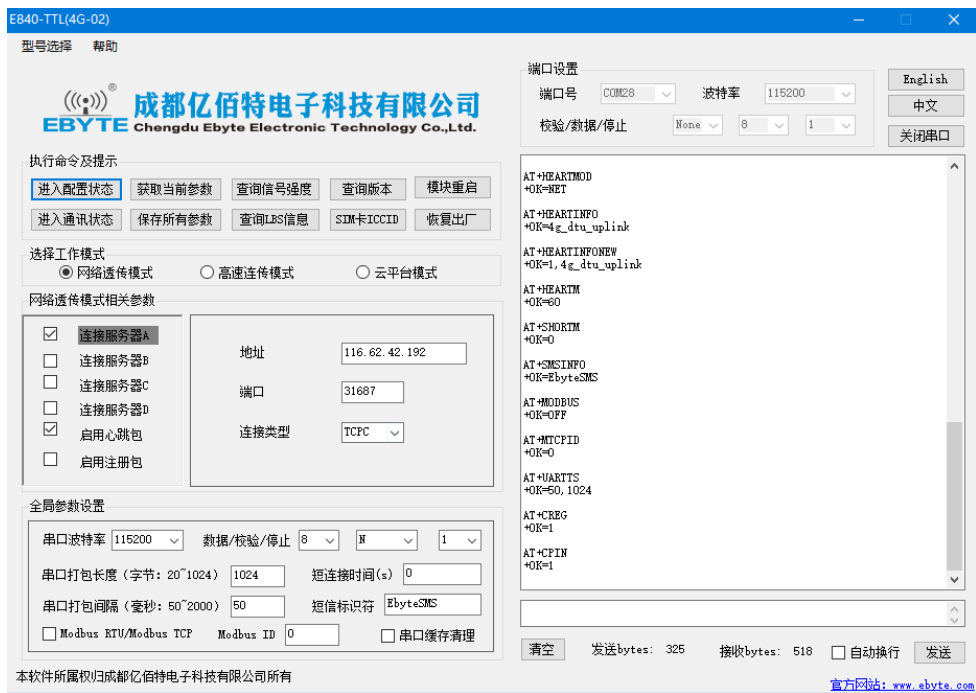 E840-TTL(4G-02)
型号选择 帮助
EBYTE ® 成都亿佰特电子科技有限公司
Chengdu Ebyte Electronic Technology Co.,Ltd.
端口设置
端口号 COM28 波特率 115200
校验/数据/停止 None 8 1
English
中文
关闭串口
执行命令及提示
进入配置状态 获取当前参数 查询信号强度 查询版本 模块重启
进入通讯状态 保存所有参数 查询LBS信息 SIM卡ICCID 恢复出厂
选择工作模式
网络透传模式 高速连传模式 云平台模式
网络透传模式相关参数
连接服务器A
连接服务器B
连接服务器C
连接服务器D
启用心跳包
启用注册包
地址 116.62.42.192
端口 31687
连接类型 TCPC
全局参数设置
串口波特率 115200 数据/校验/停止 8 N 1
串口打包长度（字节：20~1024） 1024 短连接时间(s) 0
串口打包间隔（毫秒：50~2000） 50 短信标识符 EbyteSMS
Modbus RTU/Modbus TCP Modbus ID 0 串口缓存清理
AT+HEARTMOD
+OK=NET
AT+HEARTINFO
+OK=4g_dtu_uplink
AT+HEARTINFONEW
+OK=1,4g_dtu_uplink
AT+HEARTM
+OK=60
AT+SHORTM
+OK=0
AT+SMSINFO
+OK=EbyteSMS
AT+MODBUS
+OK=OFF
AT+MTCPID
+OK=0
AT+UARTTS
+OK=50,1024
AT+CREG
+OK=1
AT+CPIN
+OK=1
清空 发送bytes: 325 接收bytes: 518 自动换行 发送
本软件所属权归成都亿佰特电子科技有限公司所有
官方网站：www.ebyte.com